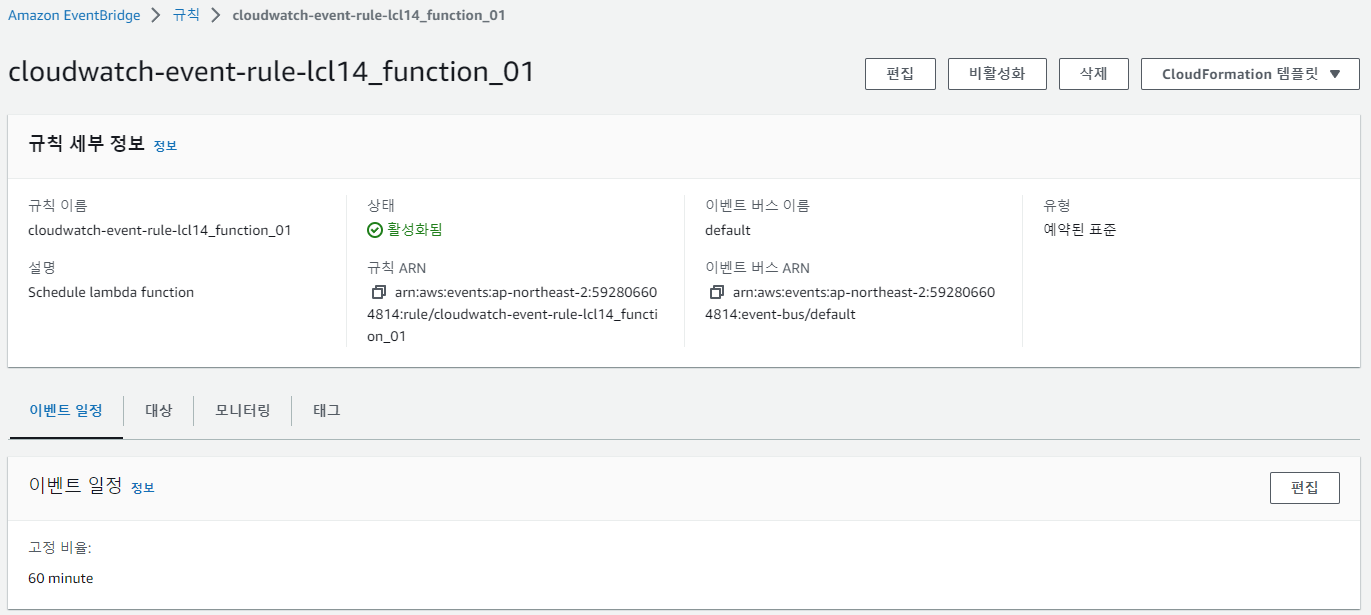 Amazon EventBridge > 규칙 > cloudwatch-event-rule-lcl14_function_01
cloudwatch-event-rule-lcl14_function_01
편집 비활성화 삭제 CloudFormation 템플릿 ▼
규칙 세부 정보 정보
규칙 이름
cloudwatch-event-rule-lcl14_function_01
설명
Schedule lambda function
상태
활성화됨
규칙 ARN
arn:aws:events:ap-northeast-2:59280660
4814:rule/cloudwatch-event-rule-lcl14_functi
on_01
이벤트 버스 이름
default
이벤트 버스 ARN
arn:aws:events:ap-northeast-2:59280660
4814:event-bus/default
유형
예약된 표준
이벤트 일정 대상 모니터링 태그
이벤트 일정 정보
편집
고정 비율:
60 minute